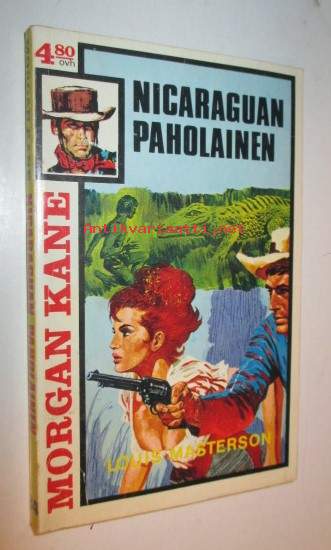 4.80
ovh
NICARAGUAN
PAHOLAINEN
MORGAN KANE
Antikvariaatti.net
LOUIS MASTERSON